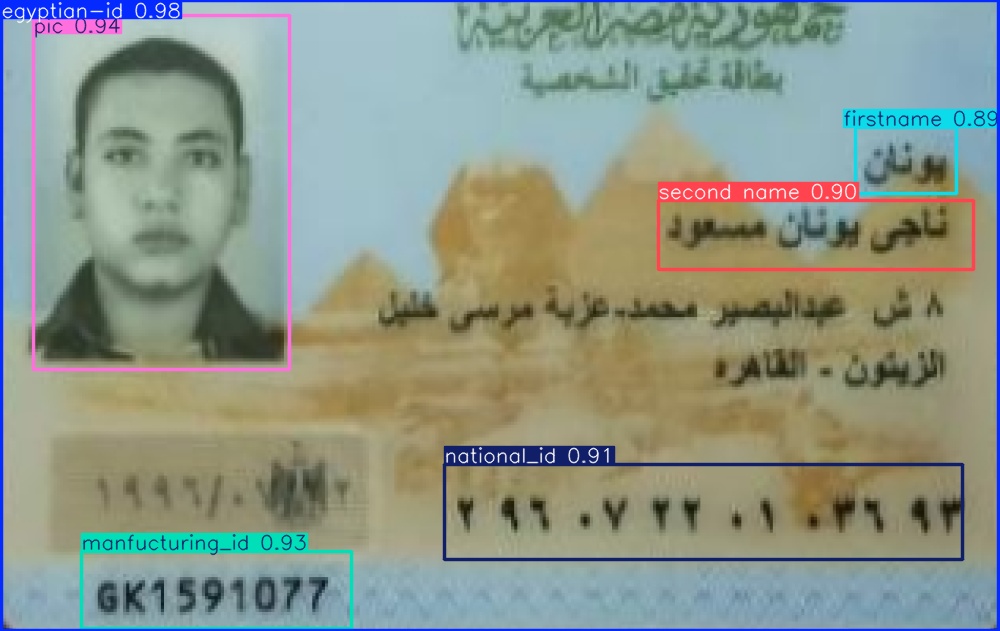 egyptian-id 0.98
pic 0.94
جمهورية مصر العربية
بطاقة تحقيق الشخصية
firstname 0.89
يونان
second name 0.90
ناجى يونان مسعود
٨ ش عبدالبصير محمد-عزبة مرسى خليل
الزيتون - القاهره
national_id 0.91
٢ ٩٦ ٠٧ ٢٢ ٠١ ٠٣٦ ٩٣
manfucturing_id 0.93
GK1591077